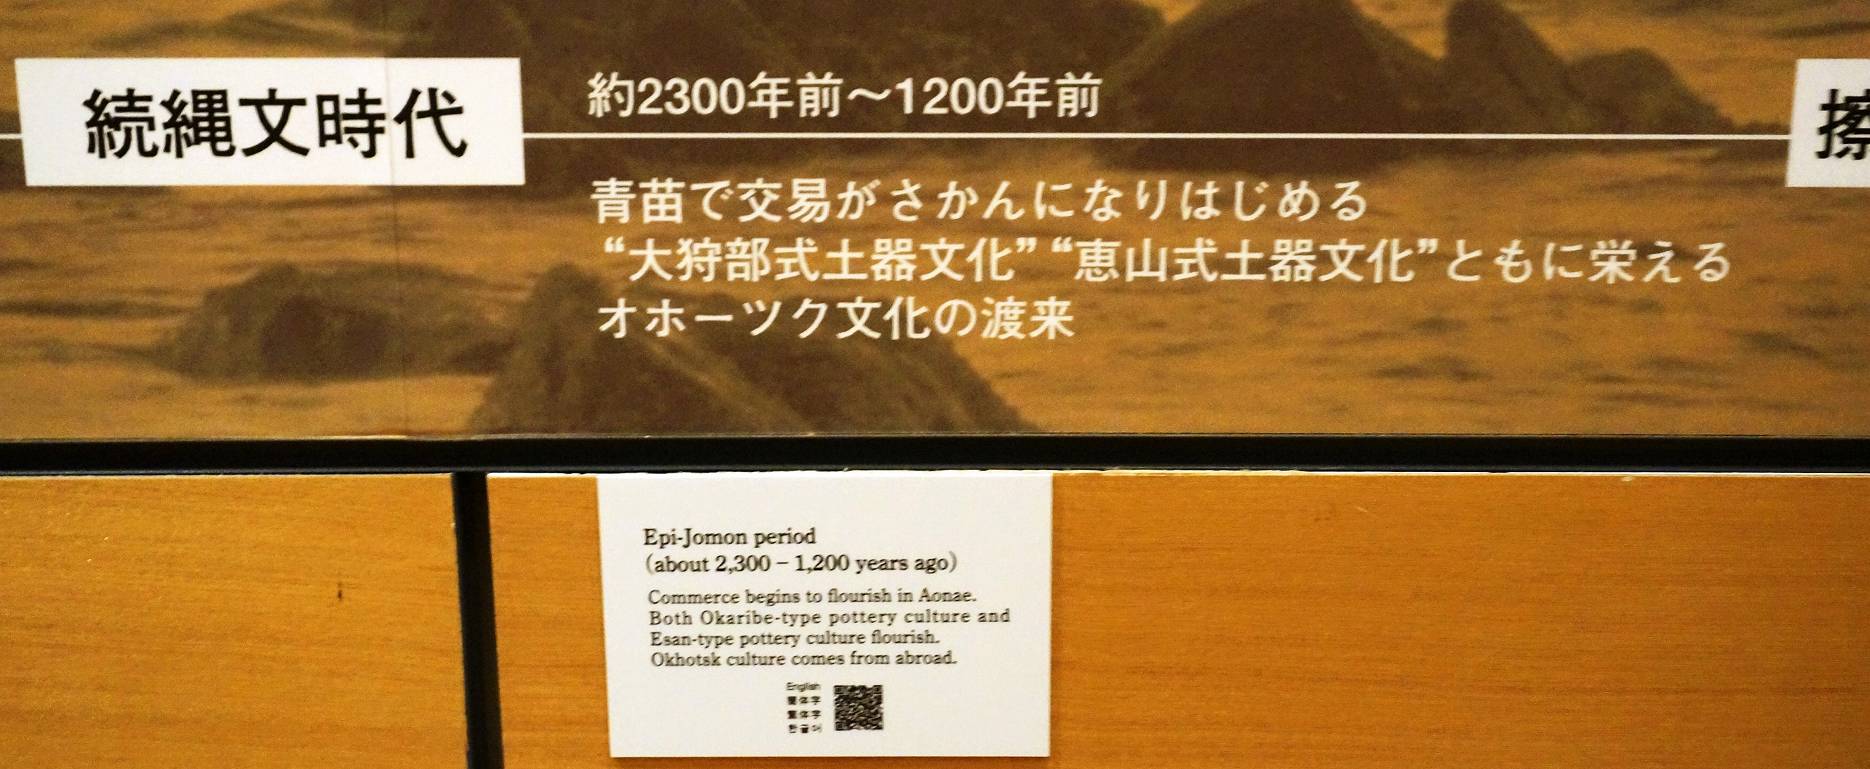 続縄文時代
約2300年前～1200年前
青苗で交易がさかんになりはじめる
“大狩部式土器文化”“恵山式土器文化”ともに栄える
オホーツク文化の渡来
擦
Epi-Jomon period
(about 2,300 – 1,200 years ago)
Commerce begins to flourish in Aonae.
Both Okaribe-type pottery culture and
Esan-type pottery culture flourish.
Okhotsk culture comes from abroad.
English
簡体字
繁体字
한글어